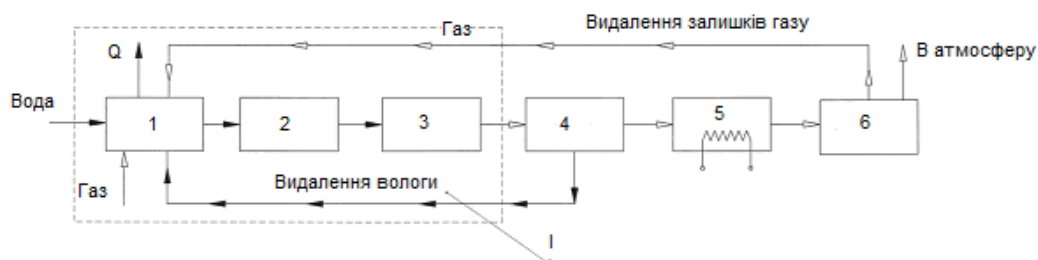 Видалення залишків газу
Газ
Q
В атмосферу
Вода
1
2
3
4
5
6
Газ
Видалення вологи
I